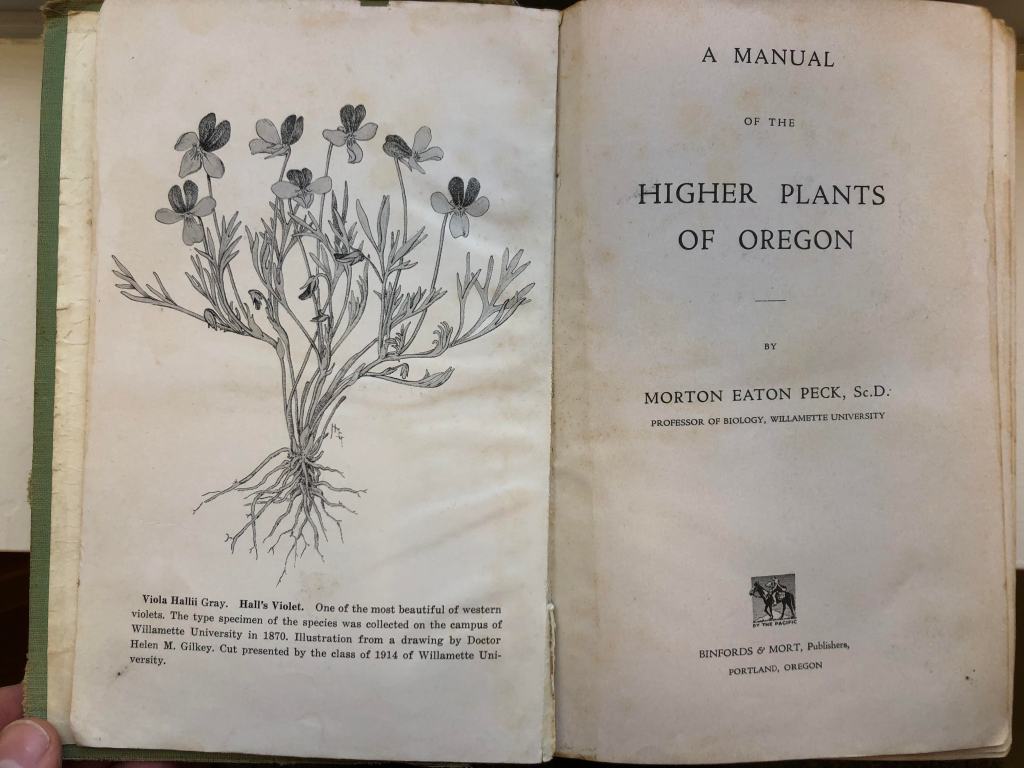 Viola Hallii Gray. Hall's Violet. One of the most beautiful of western
violets. The type specimen of the species was collected on the campus of
Willamette University in 1870. Illustration from a drawing by Doctor
Helen M. Gilkey. Cut presented by the class of 1914 of Willamette Uni-
versity.
A MANUAL
OF THE
HIGHER PLANTS
OF OREGON
BY
MORTON EATON PECK, Sc.D.
PROFESSOR OF BIOLOGY, WILLAMETTE UNIVERSITY
BY THE PACIFIC
BINFORDS & MORT, Publishers,
PORTLAND, OREGON